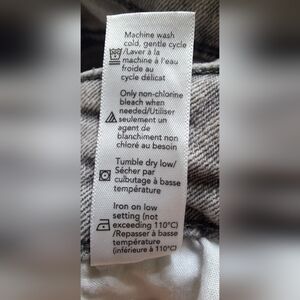 Machine wash
cold, gentle cycle
/Laver à la
machine à l'eau
froide au
cycle délicat
Only non-chlorine
bleach when
needed/Utiliser
seulement un
agent de
blanchiment non
chloré au besoin
Tumble dry low/
Sécher par
culbutage à basse
température
Iron on low
setting (not
exceeding 110°C)
/Repasser à basse
température
(inférieure à 110°C)